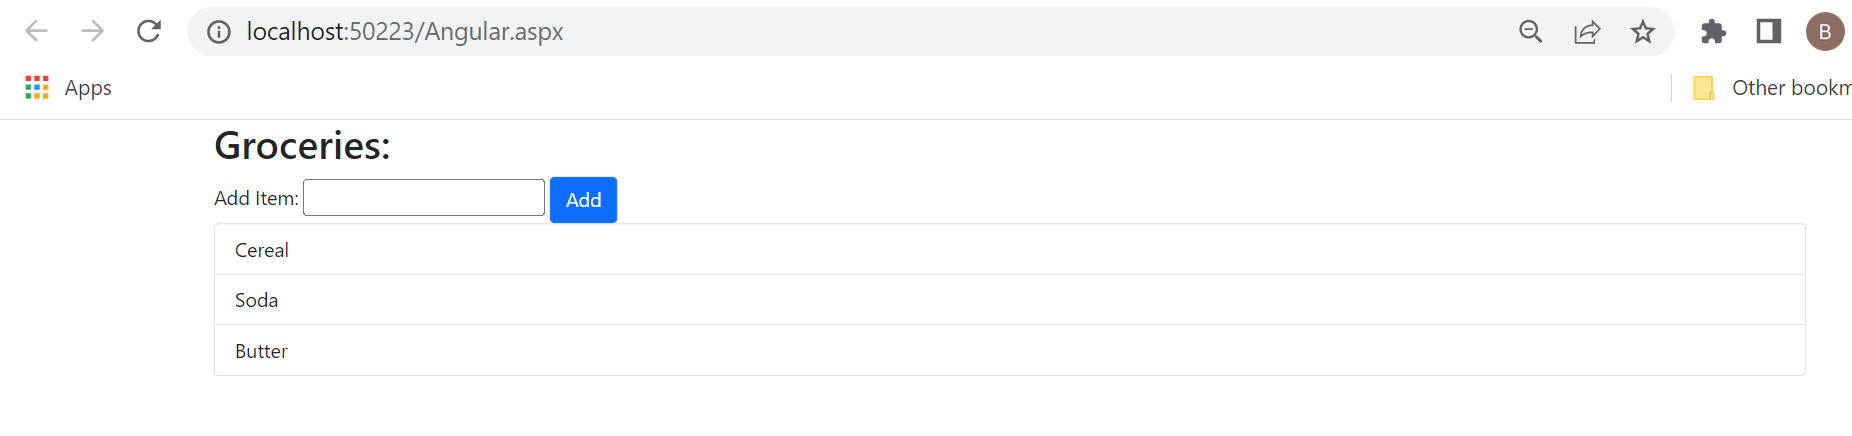 localhost:50223/Angular.aspx
B
Apps
Other bookm
Groceries:
Add Item:
Add
Cereal
Soda
Butter